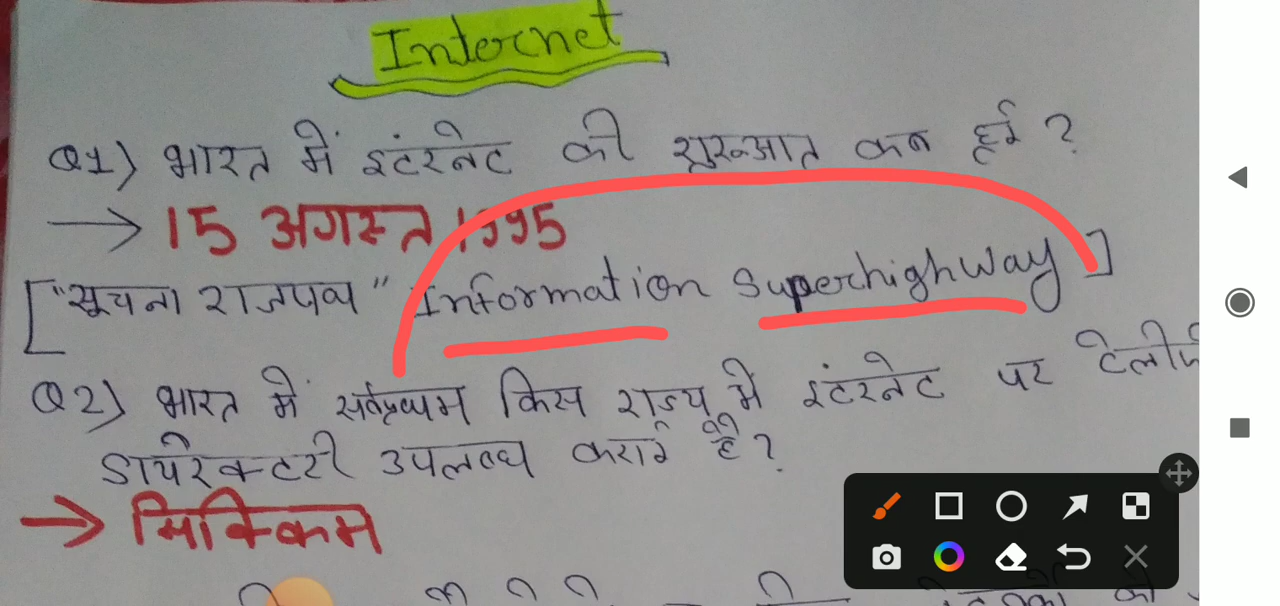 Internet
Q1) भारत में इंटरनेट की शुरुआत कब हुई ?
→ 15 अगस्त 1995
["सूचना राजपथ" Information Superhighway]
Q2) भारत में सर्वप्रथम किस राज्य में इंटरनेट पर
डायरेक्टरी उपलब्ध कराई है ?
→ सिक्किम